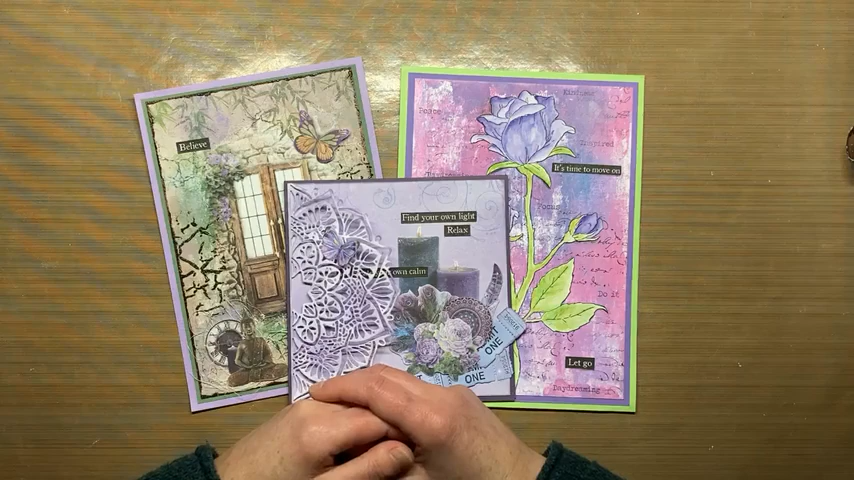 Believe
Find your own light
Relax
own calm
ONE
ONE
Kindness
Peace
Inspired
It's time to move on
Focus
Do it
Let go
Daydreaming